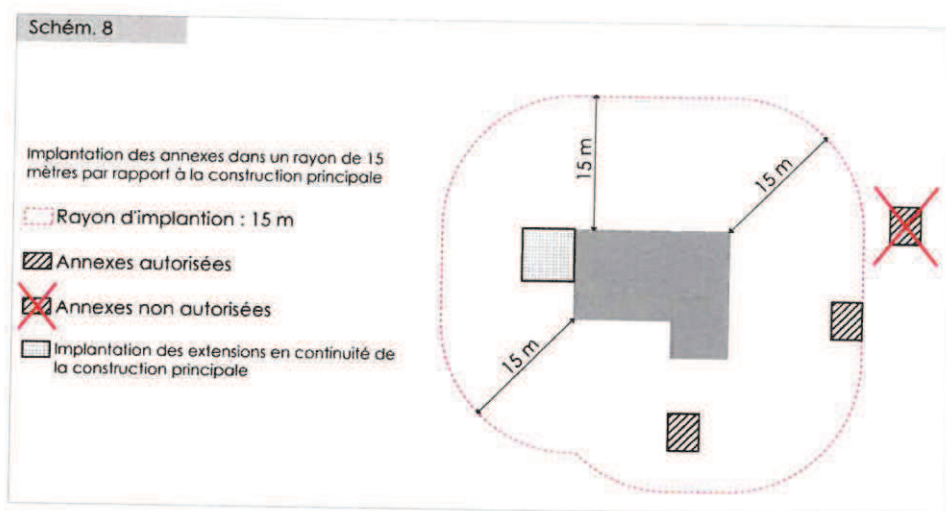 Schém. 8
Implantation des annexes dans un rayon de 15
mètres par rapport à la construction principale
Rayon d'implantion : 15 m
Annexes autorisées
Annexes non autorisées
Implantation des extensions en continuité de
la construction principale
15 m
15 m
15 m